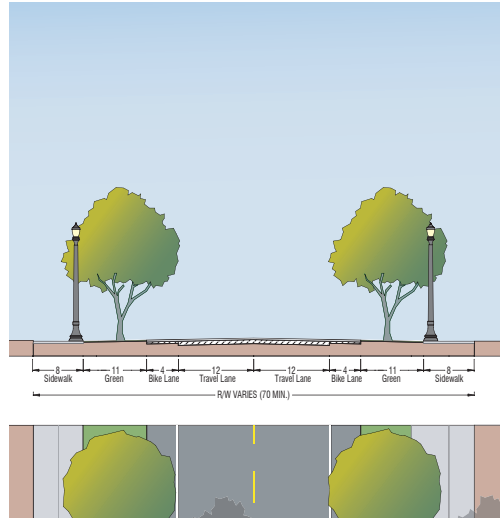 8 11 4 12 12 4 11 8
Sidewalk Green Bike Lane Travel Lane Travel Lane Bike Lane Green Sidewalk
R/W VARIES (70 MIN.)